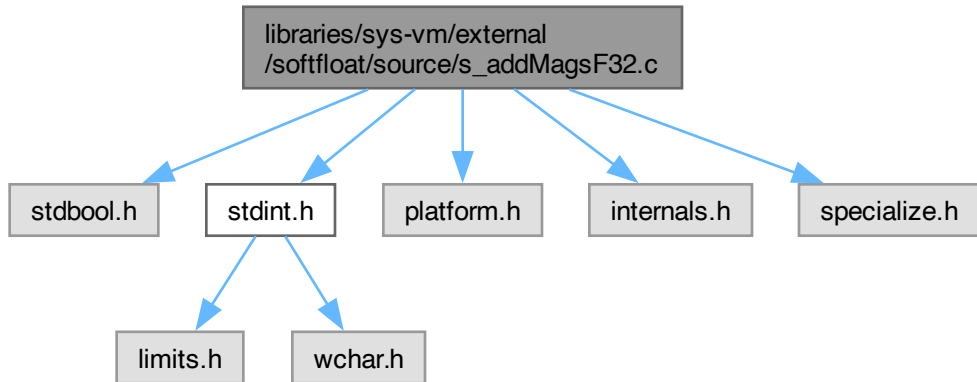 libraries/sys-vm/external
/softfloat/source/s_addMagsF32.c
stdbool.h
stdint.h
platform.h
internals.h
specialize.h
limits.h
wchar.h